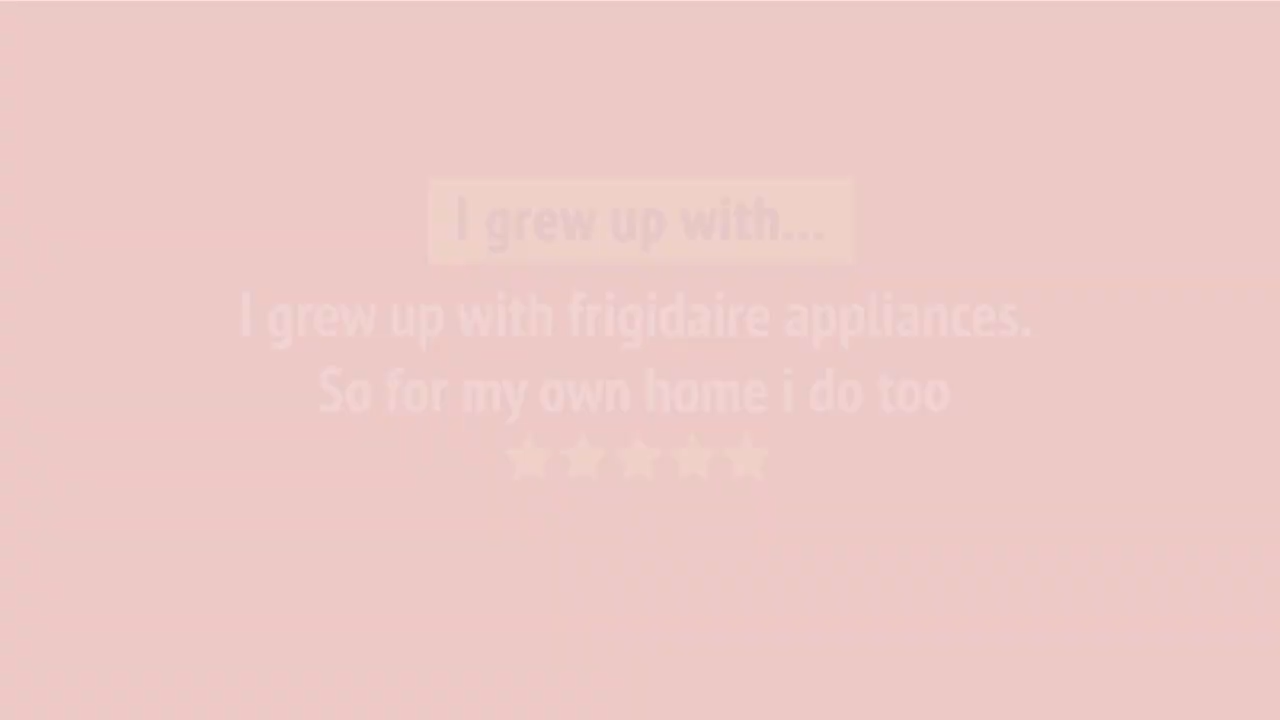 I grew up with...
I grew up with frigidaire appliances.
So for my own home i do too